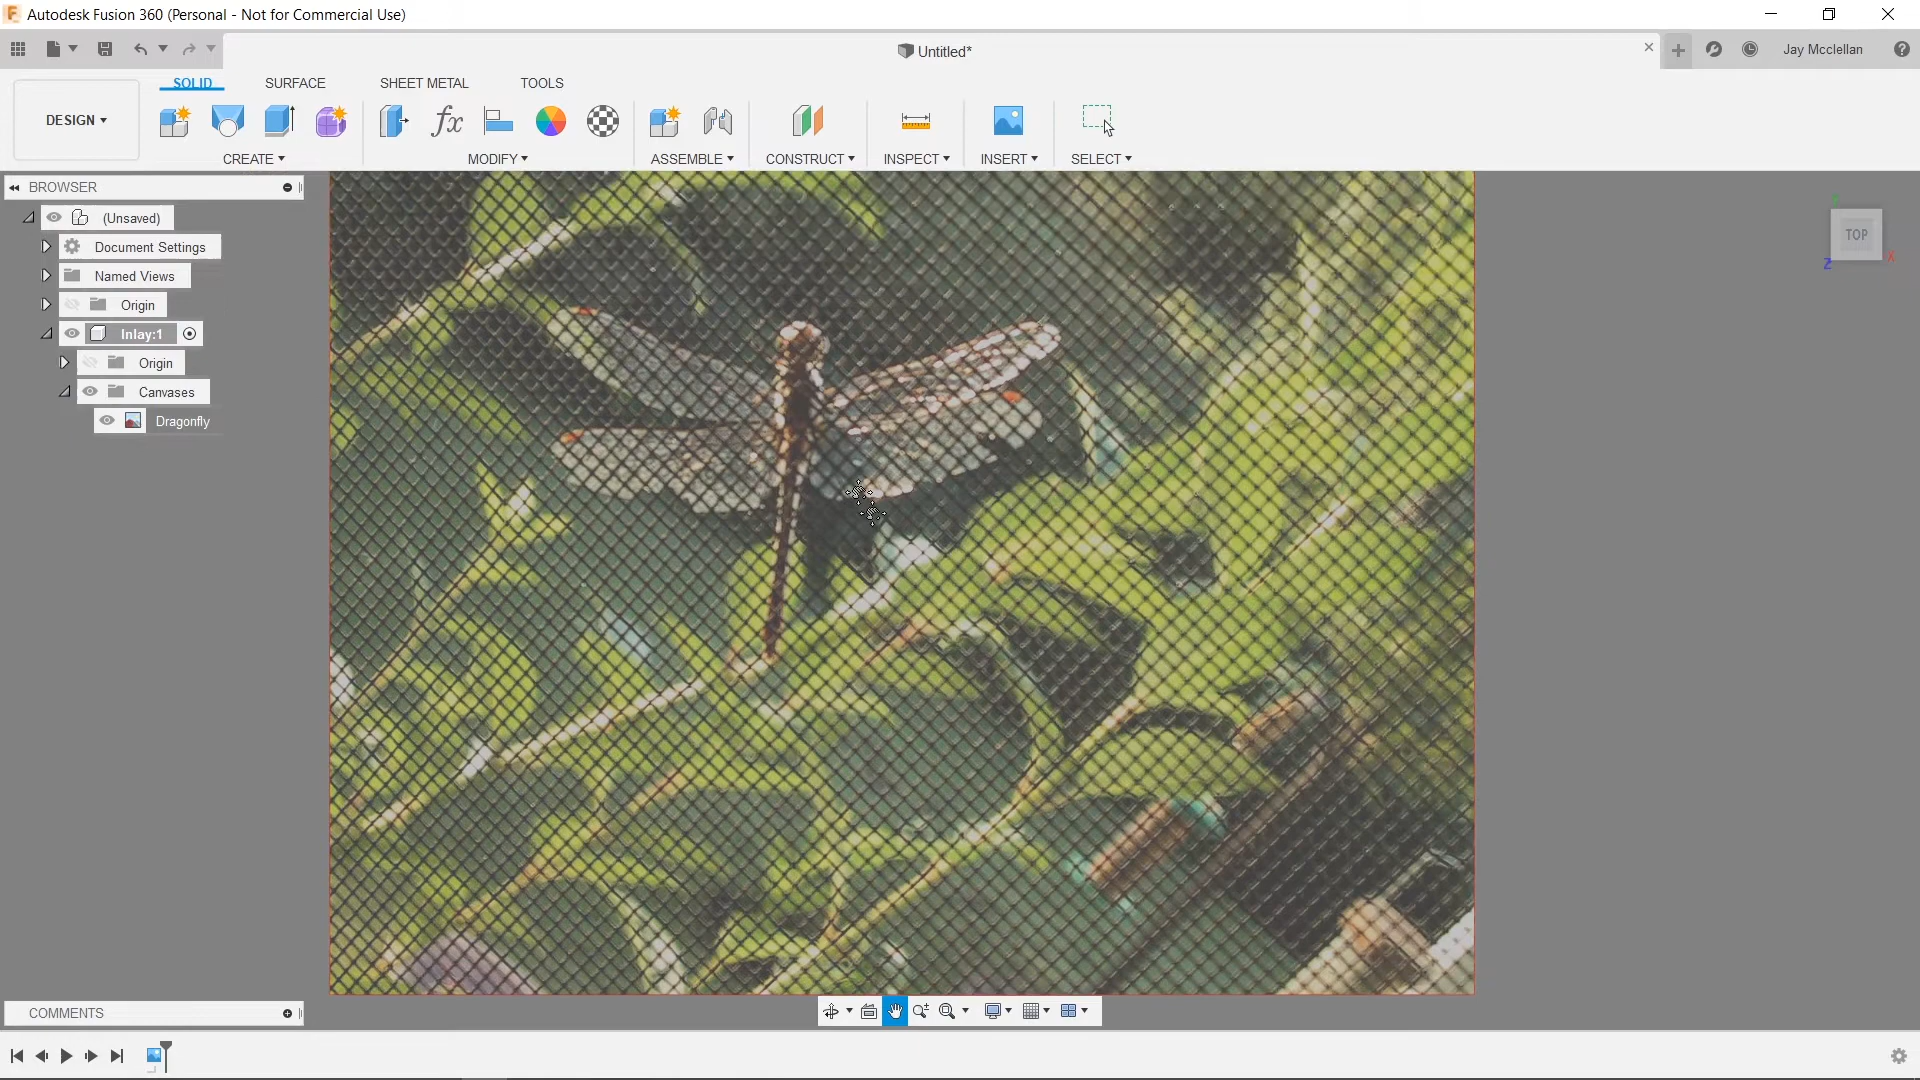 Autodesk Fusion 360 (Personal - Not for Commercial Use)
Untitled*
Jay Mcclellan
DESIGN
SOLID
SURFACE
SHEET METAL
TOOLS
CREATE
MODIFY
ASSEMBLE
CONSTRUCT
INSPECT
INSERT
SELECT
BROWSER
(Unsaved)
Document Settings
Named Views
Origin
Inlay:1
Origin
Canvases
Dragonfly
TOP
X
Z
COMMENTS